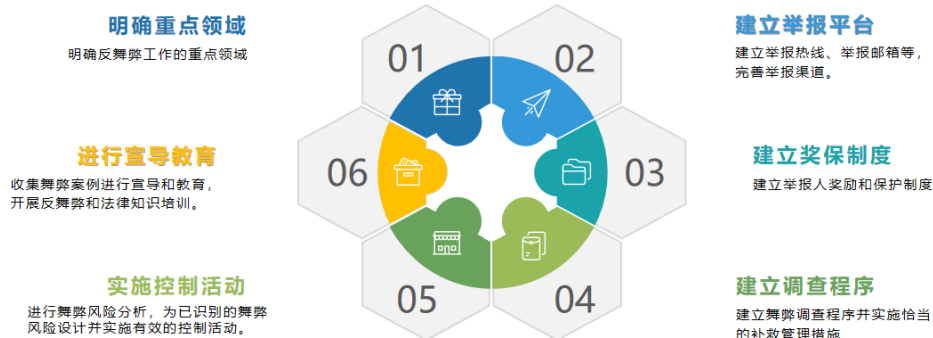 明确重点领域
明确反舞弊工作的重点领域
01
02
建立举报平台
建立举报热线、举报邮箱等，
完善举报渠道。
03
建立奖保制度
建立举报人奖励和保护制度
04
建立调查程序
建立舞弊调查程序并实施恰当
的补救管理措施
05
实施控制活动
进行舞弊风险分析，为已识别的舞弊
风险设计并实施有效的控制活动。
06
进行宣导教育
收集舞弊案例进行宣导和教育，
开展反舞弊和法律知识培训。